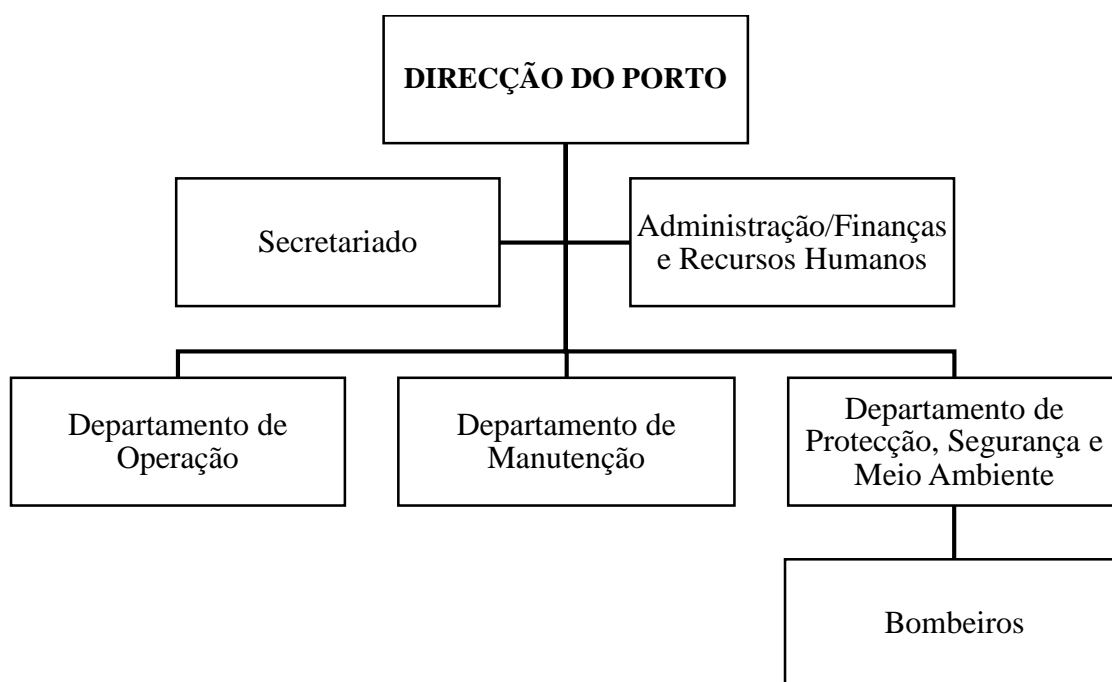 DIRECÇÃO DO PORTO
Secretariado
Administração/Finanças
e Recursos Humanos
Departamento de
Operação
Departamento de
Manutenção
Departamento de
Protecção, Segurança e
Meio Ambiente
Bombeiros